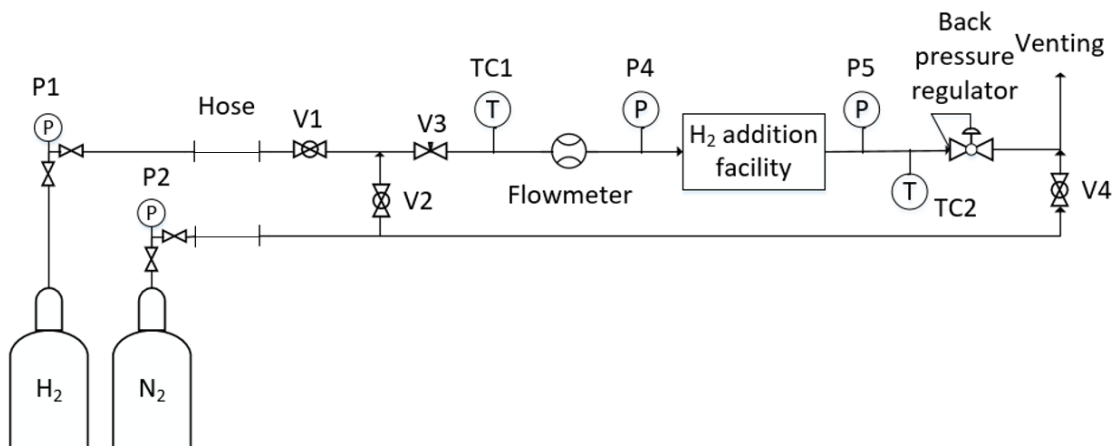 Back
pressure
regulator
Venting
P1
Hose
V1
V3
TC1
T
P4
P
P5
P
P
H₂ addition
facility
Flowmeter
P2
P
V2
T
TC2
V4
H₂
N₂